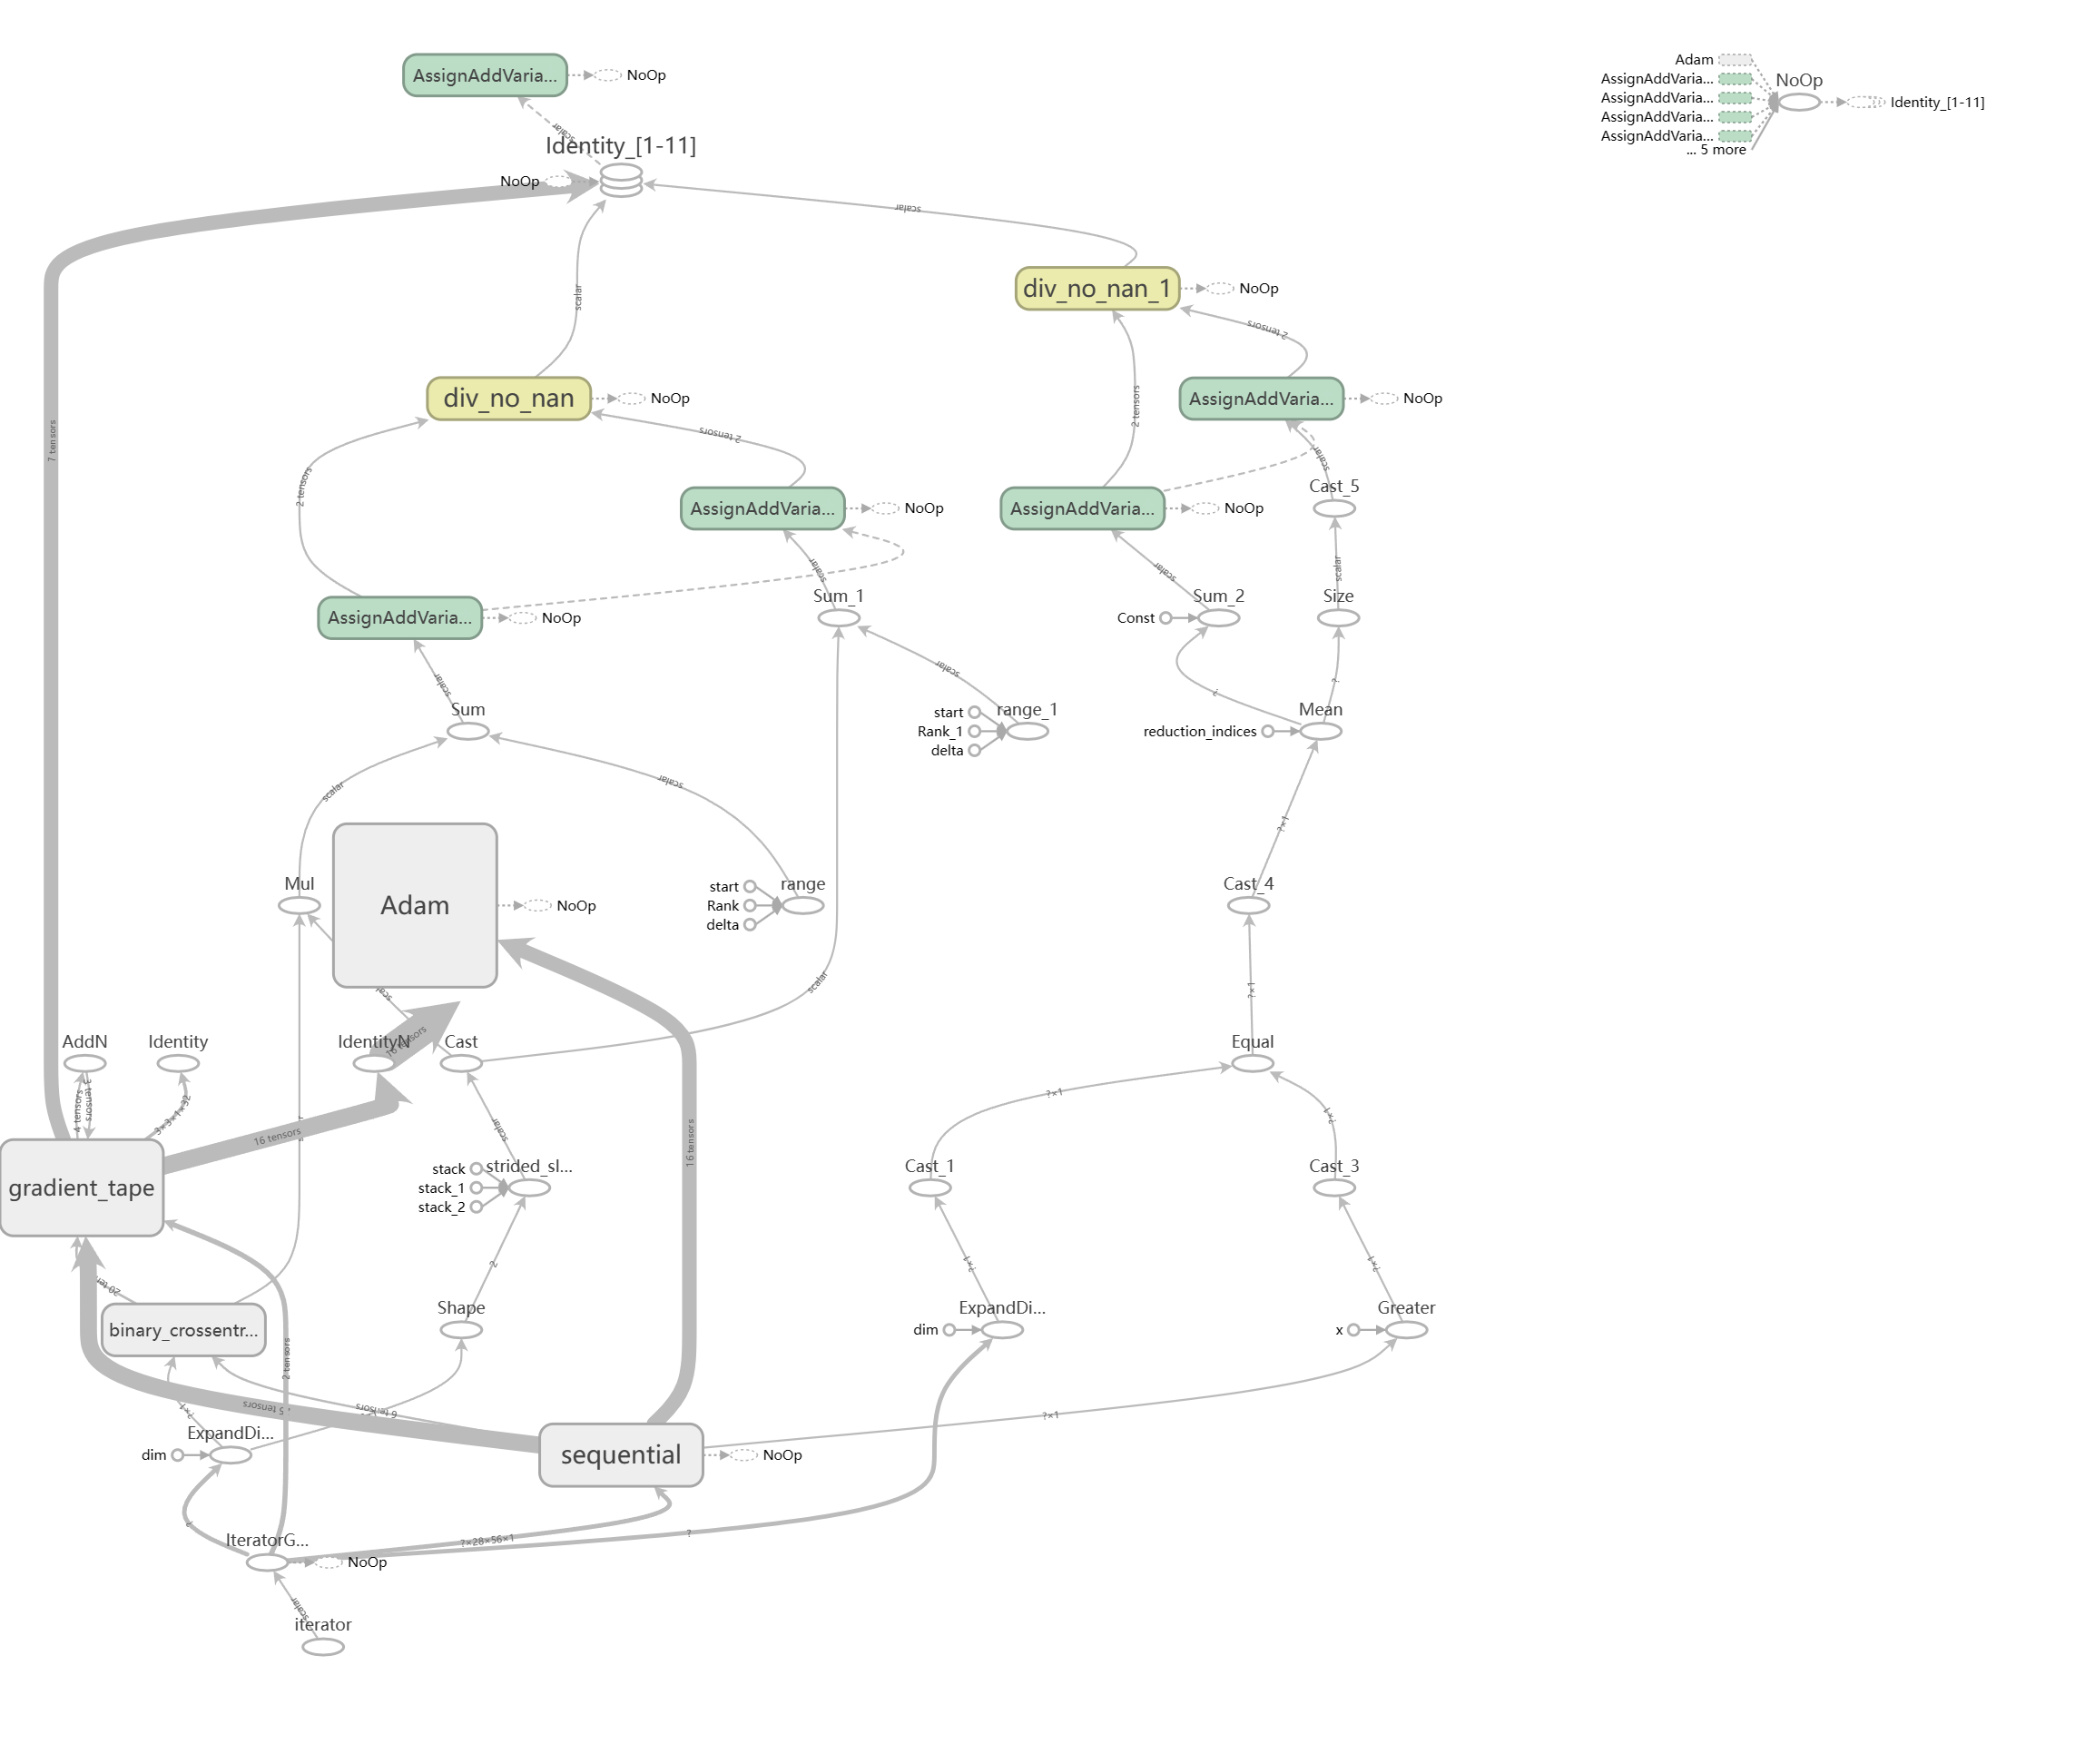 AssignAddVaria...
NoOp
scalar
Identity_[1-11]
NoOp
scalar
Adam
AssignAddVaria...
AssignAddVaria...
AssignAddVaria...
AssignAddVaria...
... 5 more
NoOp
Identity_[1-11]
scalar
div_no_nan_1
NoOp
2 tensors
7 tensors
div_no_nan
NoOp
2 tensors
2 tensors
AssignAddVaria...
NoOp
scalar
2 tensors
Cast_5
AssignAddVaria...
NoOp
AssignAddVaria...
NoOp
scalar
scalar
scalar
AssignAddVaria...
NoOp
Sum_1
Const
Sum_2
Size
scalar
scalar
?
?
Sum
start
Rank_1
delta
range_1
reduction_indices
Mean
scalar
scalar
?×1
Mul
Adam
NoOp
start
Rank
delta
range
Cast_4
scalar
?×1
scal
AddN
Identity
IdentityN
16 tensors
Cast
Equal
4 tensors
3 tensors
3×3×1×32
16 tensors
scalar
16 tensors
?×1
?×1
gradient_tape
stack
stack_1
stack_2
strided_sl...
Cast_1
Cast_3
2
?×1
?×1
20 ten
binary_crossentr...
Shape
dim
ExpandDi...
x
Greater
2 tensors
?×1
5 tensors
6 tensors
?×1
dim
ExpandDi...
sequential
NoOp
?
?×28×56×1
?
IteratorG...
NoOp
scalar
iterator